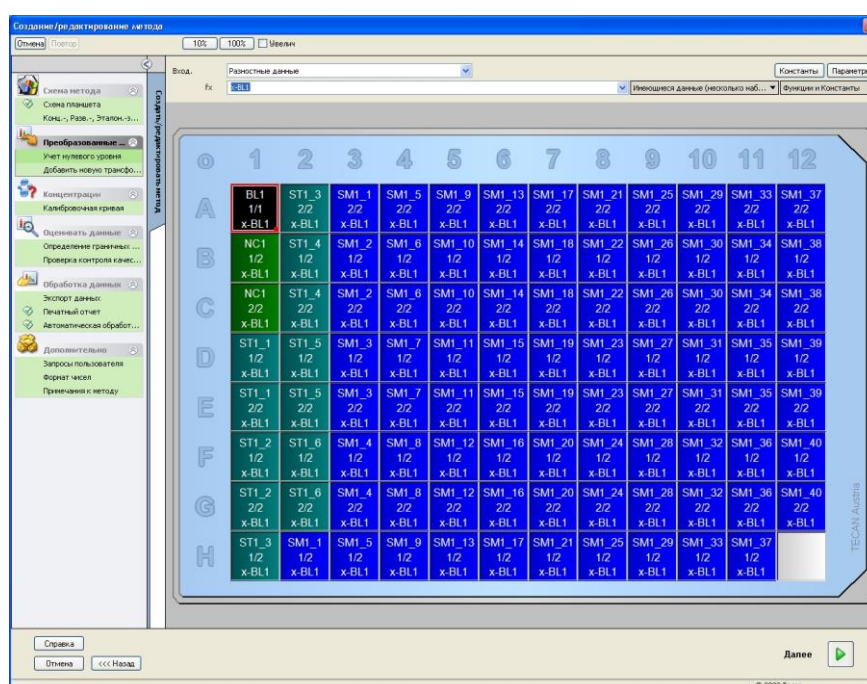 Создание/редактирование метода
Отмена Повтор 10% 100% Увелич
Вход. Разностные данные Константы Параметр
fx x-BL1 Имеющиеся данные (несколько наб... Функции и Константы
Создать/редактировать метод
Схема метода
Схема планшета
Конц.-, Разв.-, Эталон.-з...
Преобразованные ...
Учет нулевого уровня
Добавить новую трансфо...
Концентрации
Калибровочная кривая
Оценивать данные
Определение граничных ...
Проверка контроля качес...
Обработка данных
Экспорт данных
Печатный отчет
Автоматическая обработ...
Дополнительно
Запросы пользователя
Формат чисел
Примечания к методу
1 2 3 4 5 6 7 8 9 10 11 12
A
BL1 ST1_3 SM1_1 SM1_5 SM1_9 SM1_13 SM1_17 SM1_21 SM1_25 SM1_29 SM1_33 SM1_37
1/1 2/2 2/2 2/2 2/2 2/2 2/2 2/2 2/2 2/2 2/2 2/2
x-BL1 x-BL1 x-BL1 x-BL1 x-BL1 x-BL1 x-BL1 x-BL1 x-BL1 x-BL1 x-BL1 x-BL1
B
NC1 ST1_4 SM1_2 SM1_6 SM1_10 SM1_14 SM1_18 SM1_22 SM1_26 SM1_30 SM1_34 SM1_38
1/2 1/2 1/2 1/2 1/2 1/2 1/2 1/2 1/2 1/2 1/2 1/2
x-BL1 x-BL1 x-BL1 x-BL1 x-BL1 x-BL1 x-BL1 x-BL1 x-BL1 x-BL1 x-BL1 x-BL1
C
NC1 ST1_4 SM1_2 SM1_6 SM1_10 SM1_14 SM1_18 SM1_22 SM1_26 SM1_30 SM1_34 SM1_38
2/2 2/2 2/2 2/2 2/2 2/2 2/2 2/2 2/2 2/2 2/2 2/2
x-BL1 x-BL1 x-BL1 x-BL1 x-BL1 x-BL1 x-BL1 x-BL1 x-BL1 x-BL1 x-BL1 x-BL1
D
ST1_1 ST1_5 SM1_3 SM1_7 SM1_11 SM1_15 SM1_19 SM1_23 SM1_27 SM1_31 SM1_35 SM1_39
1/2 1/2 1/2 1/2 1/2 1/2 1/2 1/2 1/2 1/2 1/2 1/2
x-BL1 x-BL1 x-BL1 x-BL1 x-BL1 x-BL1 x-BL1 x-BL1 x-BL1 x-BL1 x-BL1 x-BL1
E
ST1_1 ST1_5 SM1_3 SM1_7 SM1_11 SM1_15 SM1_19 SM1_23 SM1_27 SM1_31 SM1_35 SM1_39
2/2 2/2 2/2 2/2 2/2 2/2 2/2 2/2 2/2 2/2 2/2 2/2
x-BL1 x-BL1 x-BL1 x-BL1 x-BL1 x-BL1 x-BL1 x-BL1 x-BL1 x-BL1 x-BL1 x-BL1
F
ST1_2 ST1_6 SM1_4 SM1_8 SM1_12 SM1_16 SM1_20 SM1_24 SM1_28 SM1_32 SM1_36 SM1_40
1/2 1/2 1/2 1/2 1/2 1/2 1/2 1/2 1/2 1/2 1/2 1/2
x-BL1 x-BL1 x-BL1 x-BL1 x-BL1 x-BL1 x-BL1 x-BL1 x-BL1 x-BL1 x-BL1 x-BL1
G
ST1_2 ST1_6 SM1_4 SM1_8 SM1_12 SM1_16 SM1_20 SM1_24 SM1_28 SM1_32 SM1_36 SM1_40
2/2 2/2 2/2 2/2 2/2 2/2 2/2 2/2 2/2 2/2 2/2 2/2
x-BL1 x-BL1 x-BL1 x-BL1 x-BL1 x-BL1 x-BL1 x-BL1 x-BL1 x-BL1 x-BL1 x-BL1
H
ST1_3 SM1_1 SM1_5 SM1_9 SM1_13 SM1_17 SM1_21 SM1_25 SM1_29 SM1_33 SM1_37
1/2 1/2 1/2 1/2 1/2 1/2 1/2 1/2 1/2 1/2 1/2
x-BL1 x-BL1 x-BL1 x-BL1 x-BL1 x-BL1 x-BL1 x-BL1 x-BL1 x-BL1 x-BL1
TECAN Austria
Справка
Отмена <<< Назад
Далее